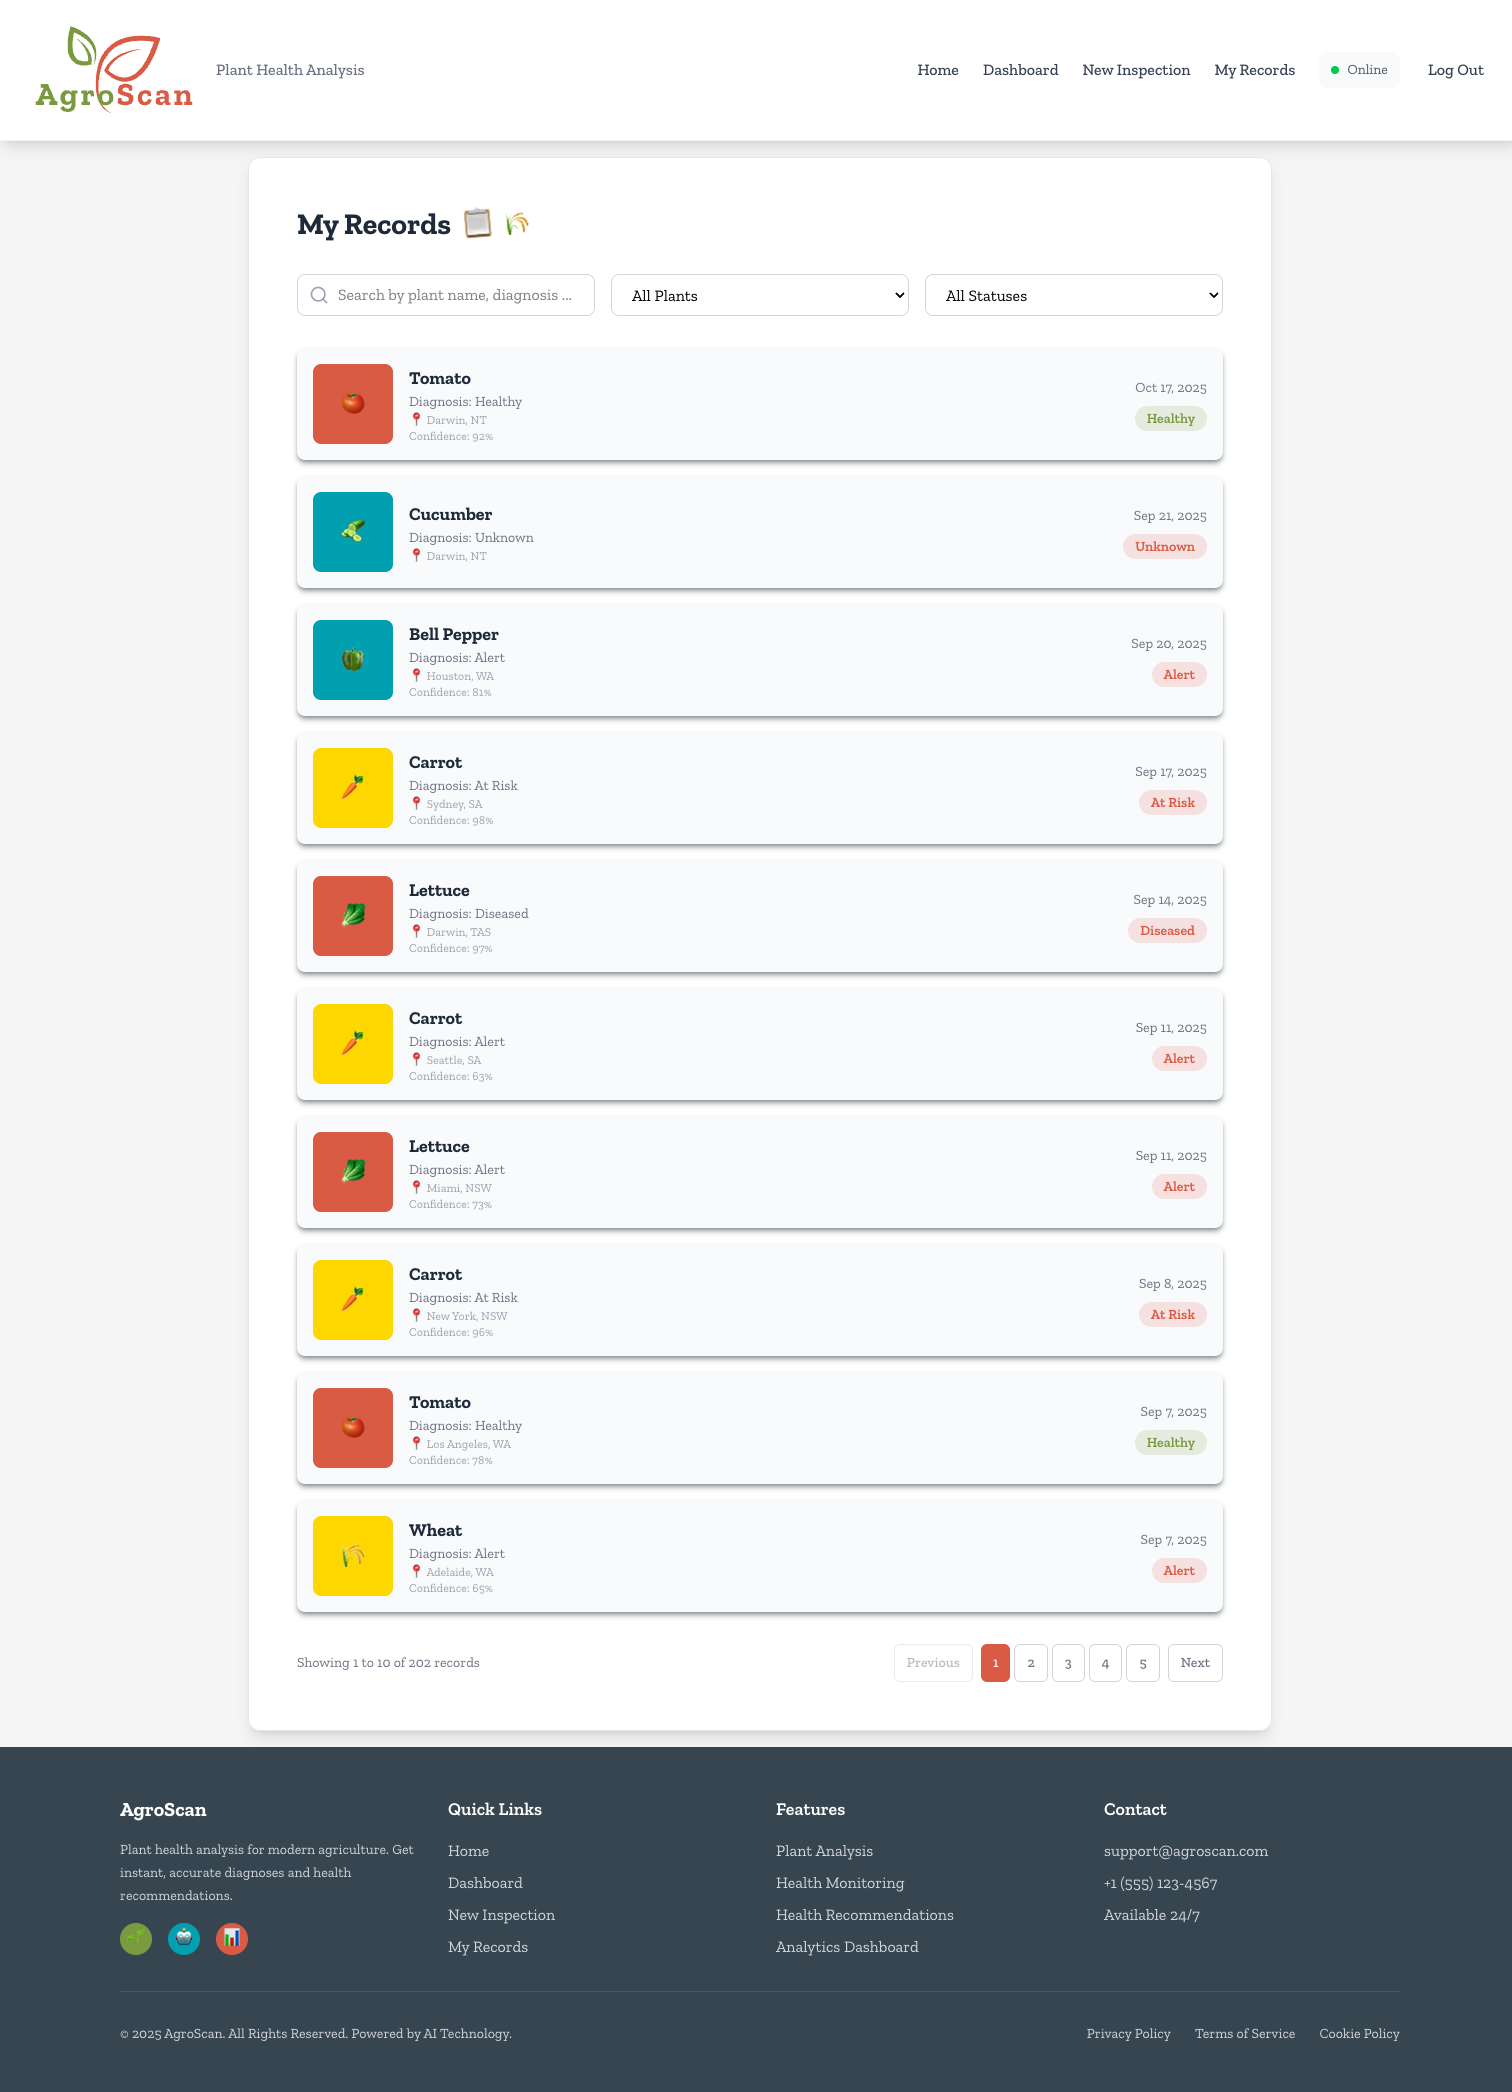 AgroScan
Plant Health Analysis
Home
Dashboard
New Inspection
My Records
Online
Log Out
My Records
Search by plant name, diagnosis ...
All Plants
All Statuses
Tomato
Diagnosis: Healthy
Darwin, NT
Confidence: 92%
Oct 17, 2025
Healthy
Cucumber
Diagnosis: Unknown
Darwin, NT
Sep 21, 2025
Unknown
Bell Pepper
Diagnosis: Alert
Houston, WA
Confidence: 81%
Sep 20, 2025
Alert
Carrot
Diagnosis: At Risk
Sydney, SA
Confidence: 98%
Sep 17, 2025
At Risk
Lettuce
Diagnosis: Diseased
Darwin, TAS
Confidence: 97%
Sep 14, 2025
Diseased
Carrot
Diagnosis: Alert
Seattle, SA
Confidence: 63%
Sep 11, 2025
Alert
Lettuce
Diagnosis: Alert
Miami, NSW
Confidence: 73%
Sep 11, 2025
Alert
Carrot
Diagnosis: At Risk
New York, NSW
Confidence: 96%
Sep 8, 2025
At Risk
Tomato
Diagnosis: Healthy
Los Angeles, WA
Confidence: 78%
Sep 7, 2025
Healthy
Wheat
Diagnosis: Alert
Adelaide, WA
Confidence: 65%
Sep 7, 2025
Alert
Showing 1 to 10 of 202 records
Previous
1
2
3
4
5
Next
AgroScan
Plant health analysis for modern agriculture. Get
instant, accurate diagnoses and health
recommendations.
Quick Links
Home
Dashboard
New Inspection
My Records
Features
Plant Analysis
Health Monitoring
Health Recommendations
Analytics Dashboard
Contact
support@agroscan.com
+1 (555) 123-4567
Available 24/7
© 2025 AgroScan. All Rights Reserved. Powered by AI Technology.
Privacy Policy
Terms of Service
Cookie Policy